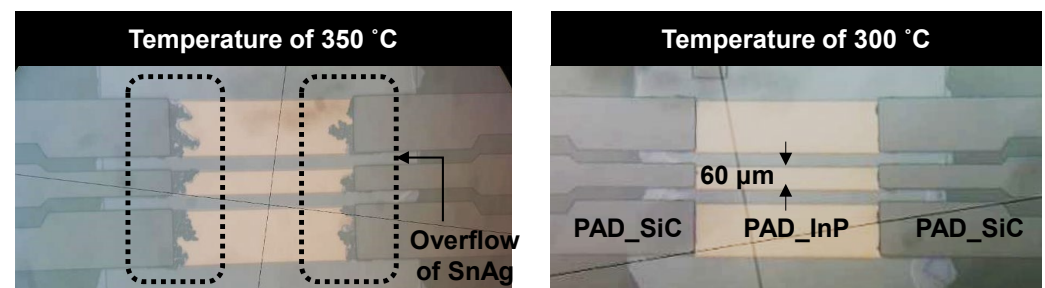 Temperature of 350 ˚C
Overflow
of SnAg
Temperature of 300 ˚C
60 μm
PAD_SiC PAD_InP PAD_SiC